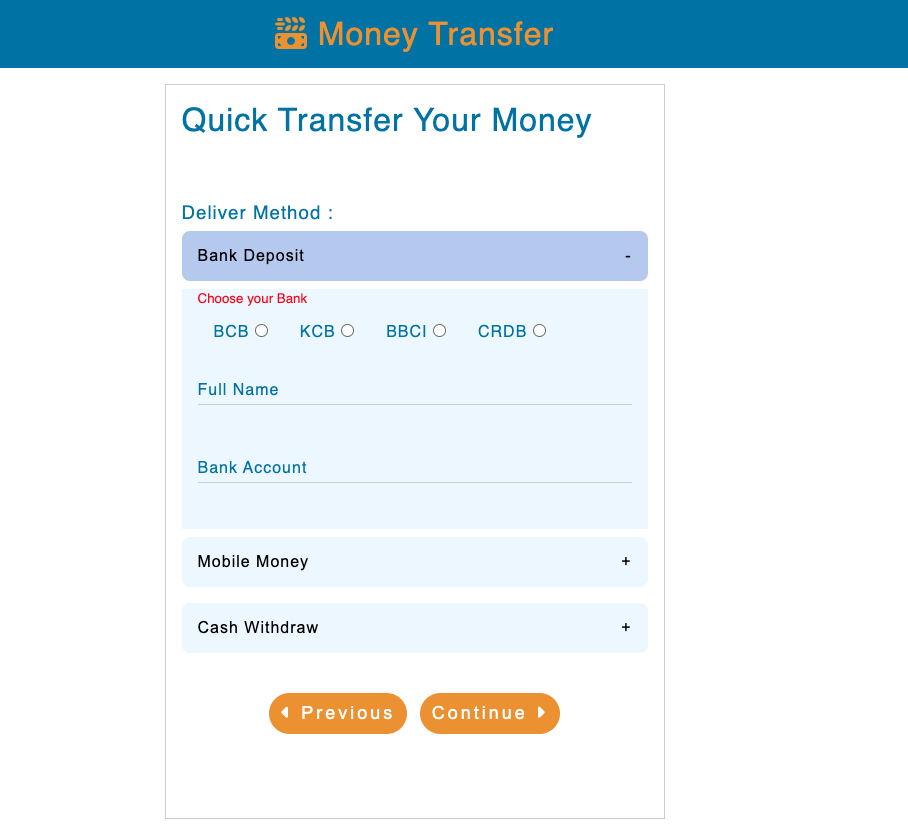 Money Transfer
Quick Transfer Your Money
Deliver Method :
Bank Deposit -
Choose your Bank
BCB KCB BBCI CRDB
Full Name
Bank Account
Mobile Money +
Cash Withdraw +
Previous Continue